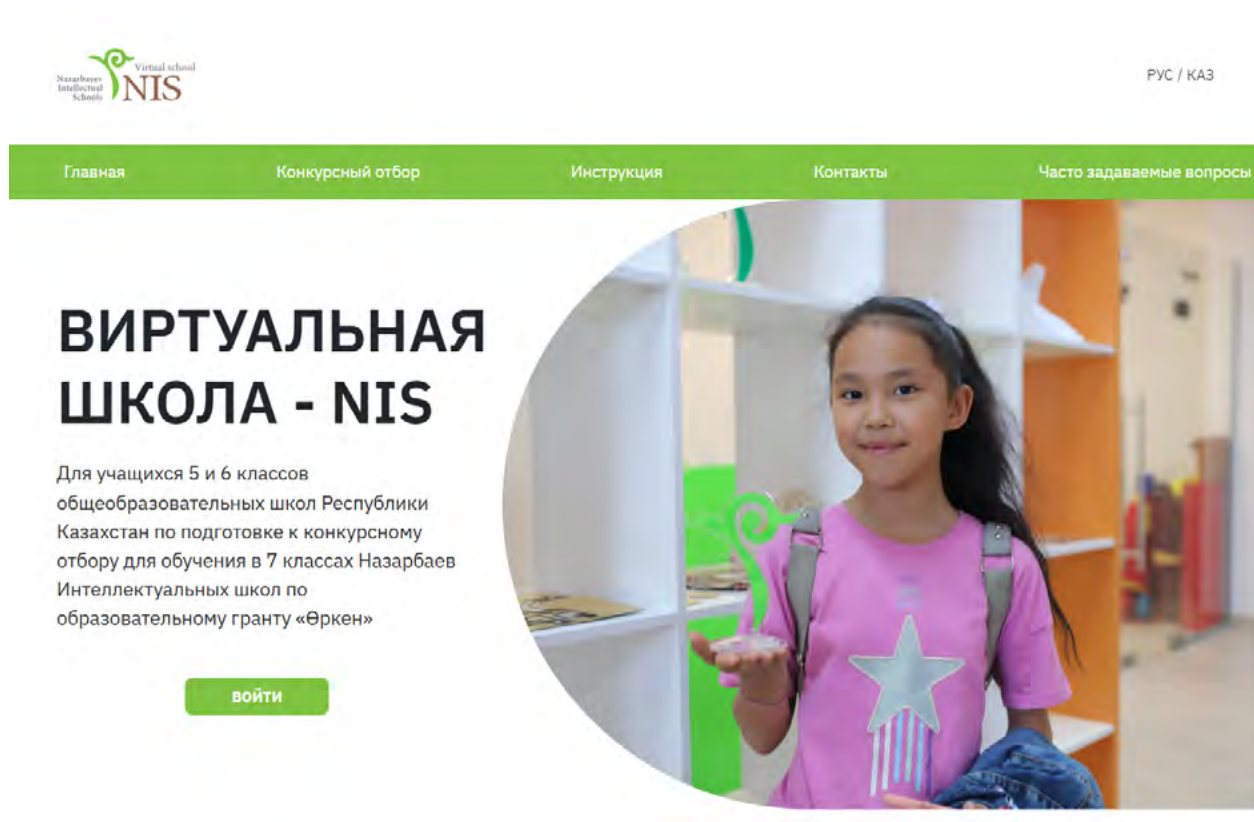 Nazarbayev
Intellectual
Schools
Virtual school
NIS
РУС / КАЗ
Главная
Конкурсный отбор
Инструкция
Контакты
Часто задаваемые вопросы
ВИРТУАЛЬНАЯ
ШКОЛА - NIS
Для учащихся 5 и 6 классов
общеобразовательных школ Республики
Казахстан по подготовке к конкурсному
отбору для обучения в 7 классах Назарбаев
Интеллектуальных школ по
образовательному гранту «Өркен»
ВОЙТИ